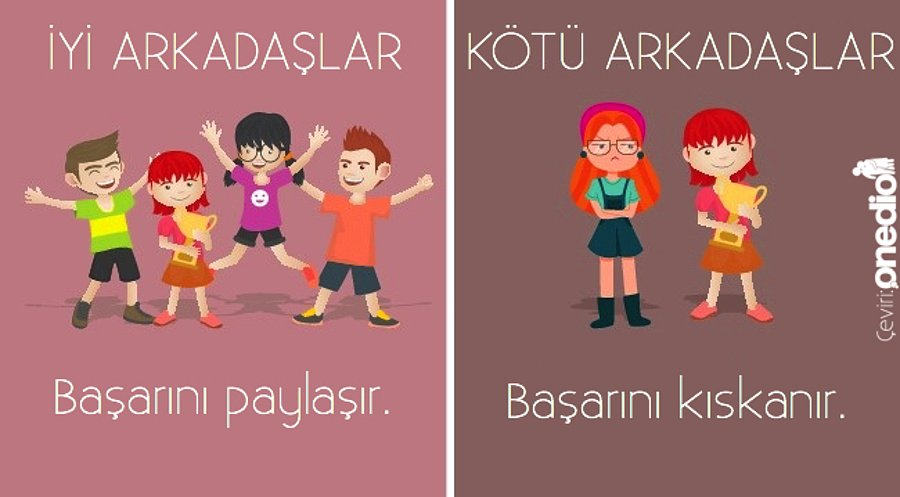 İYİ ARKADAŞLAR
Başarını paylaşır.
KÖTÜ ARKADAŞLAR
Başarını kıskanır.
Çeviri: onedio